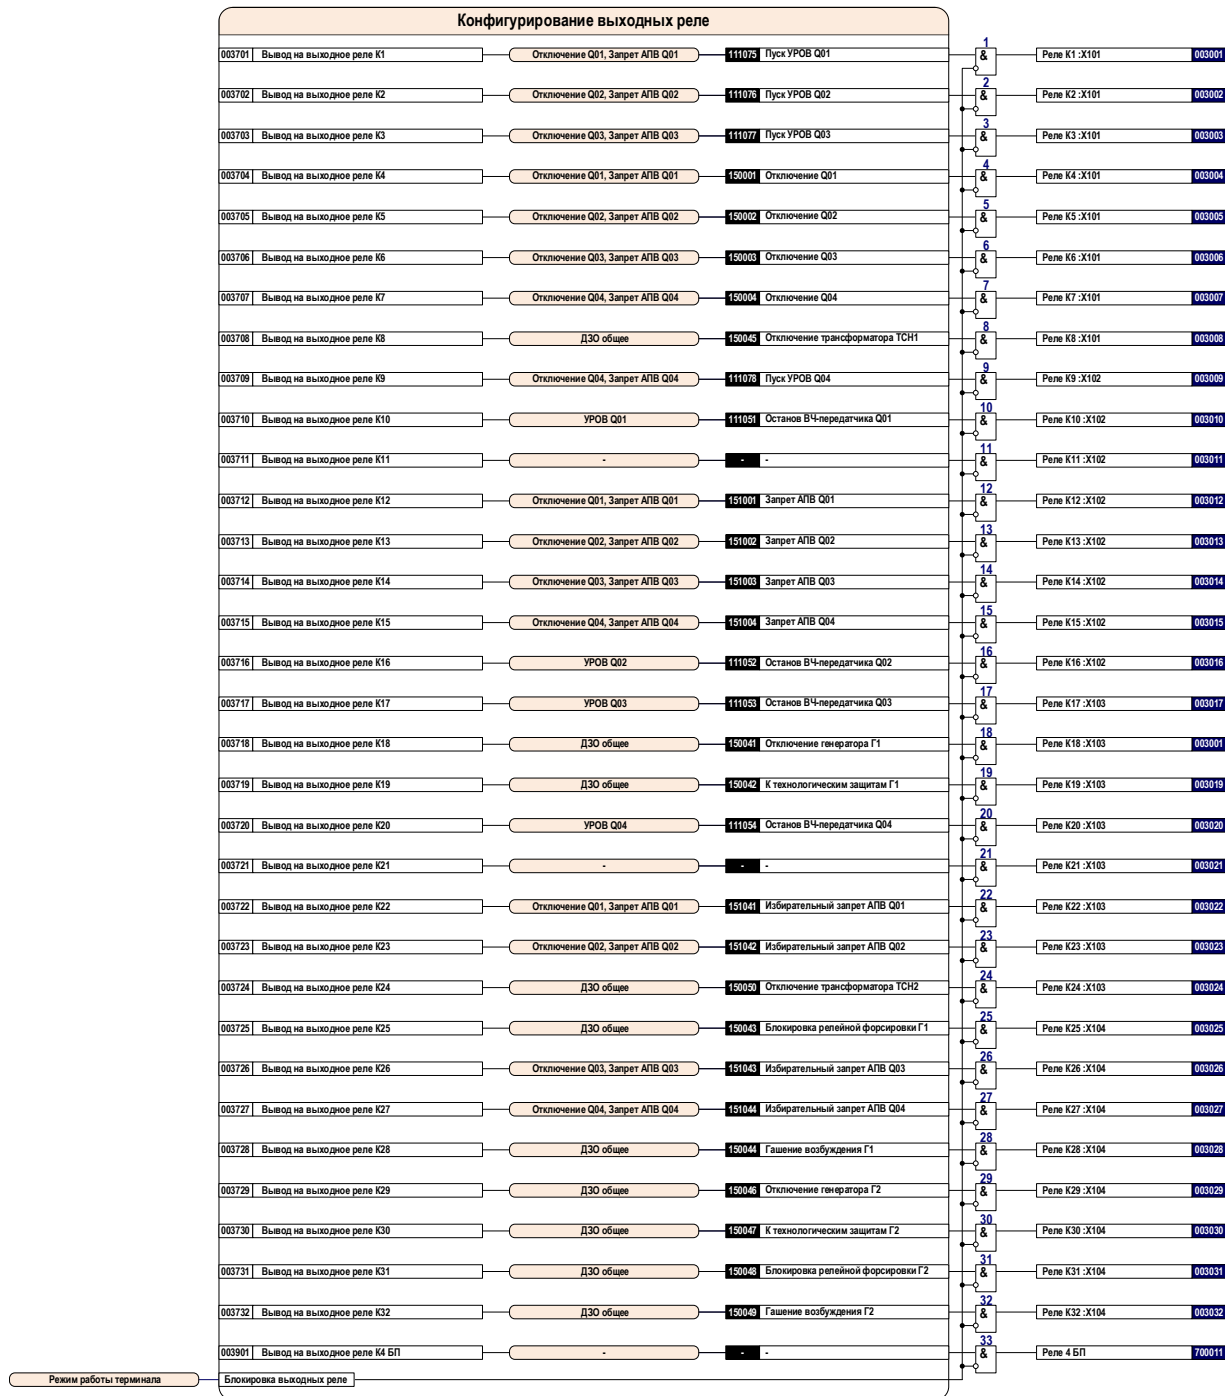 Конфигурирование выходных реле
003701 Вывод на выходное реле К1 Отключение Q01, Запрет АПВ Q01 111075 Пуск УРОВ Q01 1 & Реле К1 :X101 003001
003702 Вывод на выходное реле К2 Отключение Q02, Запрет АПВ Q02 111076 Пуск УРОВ Q02 2 & Реле К2 :X101 003002
003703 Вывод на выходное реле К3 Отключение Q03, Запрет АПВ Q03 111077 Пуск УРОВ Q03 3 & Реле К3 :X101 003003
003704 Вывод на выходное реле К4 Отключение Q01, Запрет АПВ Q01 150001 Отключение Q01 4 & Реле К4 :X101 003004
003705 Вывод на выходное реле К5 Отключение Q02, Запрет АПВ Q02 150002 Отключение Q02 5 & Реле К5 :X101 003005
003706 Вывод на выходное реле К6 Отключение Q03, Запрет АПВ Q03 150003 Отключение Q03 6 & Реле К6 :X101 003006
003707 Вывод на выходное реле К7 Отключение Q04, Запрет АПВ Q04 150004 Отключение Q04 7 & Реле К7 :X101 003007
003708 Вывод на выходное реле К8 ДЗО общее 150045 Отключение трансформатора ТСН1 8 & Реле К8 :X101 003008
003709 Вывод на выходное реле К9 Отключение Q04, Запрет АПВ Q04 111078 Пуск УРОВ Q04 9 & Реле К9 :X102 003009
003710 Вывод на выходное реле К10 УРОВ Q01 111051 Останов ВЧ-передатчика Q01 10 & Реле К10 :X102 003010
003711 Вывод на выходное реле К11 - - - 11 & Реле К11 :X102 003011
003712 Вывод на выходное реле К12 Отключение Q01, Запрет АПВ Q01 151001 Запрет АПВ Q01 12 & Реле К12 :X102 003012
003713 Вывод на выходное реле К13 Отключение Q02, Запрет АПВ Q02 151002 Запрет АПВ Q02 13 & Реле К13 :X102 003013
003714 Вывод на выходное реле К14 Отключение Q03, Запрет АПВ Q03 151003 Запрет АПВ Q03 14 & Реле К14 :X102 003014
003715 Вывод на выходное реле К15 Отключение Q04, Запрет АПВ Q04 151004 Запрет АПВ Q04 15 & Реле К15 :X102 003015
003716 Вывод на выходное реле К16 УРОВ Q02 111052 Останов ВЧ-передатчика Q02 16 & Реле К16 :X102 003016
003717 Вывод на выходное реле К17 УРОВ Q03 111053 Останов ВЧ-передатчика Q03 17 & Реле К17 :X103 003017
003718 Вывод на выходное реле К18 ДЗО общее 150041 Отключение генератора Г1 18 & Реле К18 :X103 003001
003719 Вывод на выходное реле К19 ДЗО общее 150042 К технологическим защитам Г1 19 & Реле К19 :X103 003019
003720 Вывод на выходное реле К20 УРОВ Q04 111054 Останов ВЧ-передатчика Q04 20 & Реле К20 :X103 003020
003721 Вывод на выходное реле К21 - - - 21 & Реле К21 :X103 003021
003722 Вывод на выходное реле К22 Отключение Q01, Запрет АПВ Q01 151041 Избирательный запрет АПВ Q01 22 & Реле К22 :X103 003022
003723 Вывод на выходное реле К23 Отключение Q02, Запрет АПВ Q02 151042 Избирательный запрет АПВ Q02 23 & Реле К23 :X103 003023
003724 Вывод на выходное реле К24 ДЗО общее 150050 Отключение трансформатора ТСН2 24 & Реле К24 :X103 003024
003725 Вывод на выходное реле К25 ДЗО общее 150043 Блокировка релейной форсировки Г1 25 & Реле К25 :X104 003025
003726 Вывод на выходное реле К26 Отключение Q03, Запрет АПВ Q03 151043 Избирательный запрет АПВ Q03 26 & Реле К26 :X104 003026
003727 Вывод на выходное реле К27 Отключение Q04, Запрет АПВ Q04 151044 Избирательный запрет АПВ Q04 27 & Реле К27 :X104 003027
003728 Вывод на выходное реле К28 ДЗО общее 150044 Гашение возбуждения Г1 28 & Реле К28 :X104 003028
003729 Вывод на выходное реле К29 ДЗО общее 150046 Отключение генератора Г2 29 & Реле К29 :X104 003029
003730 Вывод на выходное реле К30 ДЗО общее 150047 К технологическим защитам Г2 30 & Реле К30 :X104 003030
003731 Вывод на выходное реле К31 ДЗО общее 150048 Блокировка релейной форсировки Г2 31 & Реле К31 :X104 003031
003732 Вывод на выходное реле К32 ДЗО общее 150049 Гашение возбуждения Г2 32 & Реле К32 :X104 003032
003901 Вывод на выходное реле К4 БП - - - 33 & Реле 4 БП 700011
Режим работы терминала Блокировка выходных реле